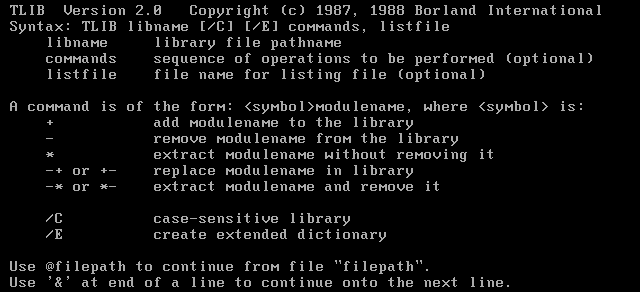 TLIB  Version 2.0   Copyright (c) 1987, 1988 Borland International
Syntax: TLIB libname [/C] [/E] commands, listfile
    libname     library file pathname
    commands    sequence of operations to be performed (optional)
    listfile    file name for listing file (optional)
A command is of the form: <symbol>modulename, where <symbol> is:
    +           add modulename to the library
    -           remove modulename from the library
    *           extract modulename without removing it
    -+ or +-    replace modulename in library
    -* or *-    extract modulename and remove it
    /C          case-sensitive library
    /E          create extended dictionary
Use @filepath to continue from file "filepath".
Use '&' at end of a line to continue onto the next line.